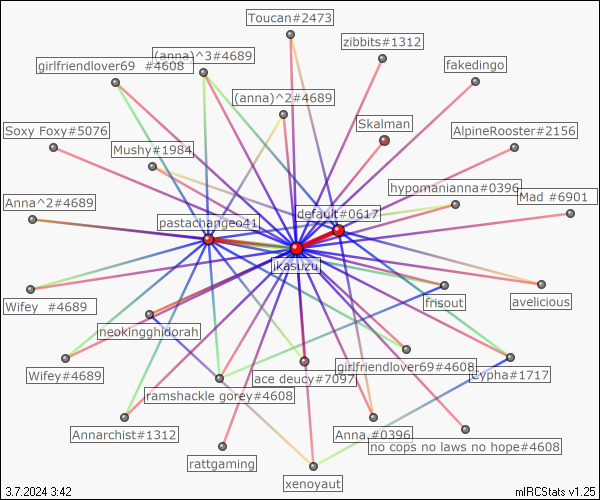 Toucan#2473
zibbits#1312
(anna)^3#4689
girlfriendlover69 #4608
fakedingo
(anna)^2#4689
Skalman
Soxy Foxy#5076
AlpineRooster#2156
Mushy#1984
hypomanianna#0396
Mad #6901
Anna^2#4689
default#0617
pastachangeo41
ikasuzu
Wifey #4689
frisout
avelicious
neokingghidorah
girlfriendlover69#4608
Wifey#4689
ace deucy#7097
Cypha#1717
ramshackle gorey#4608
Annarchist#1312
Anna,#0396
no cops no laws no hope#4608
rattgaming
xenoyaut
3.7.2024 3:42
mIRCStats v1.25